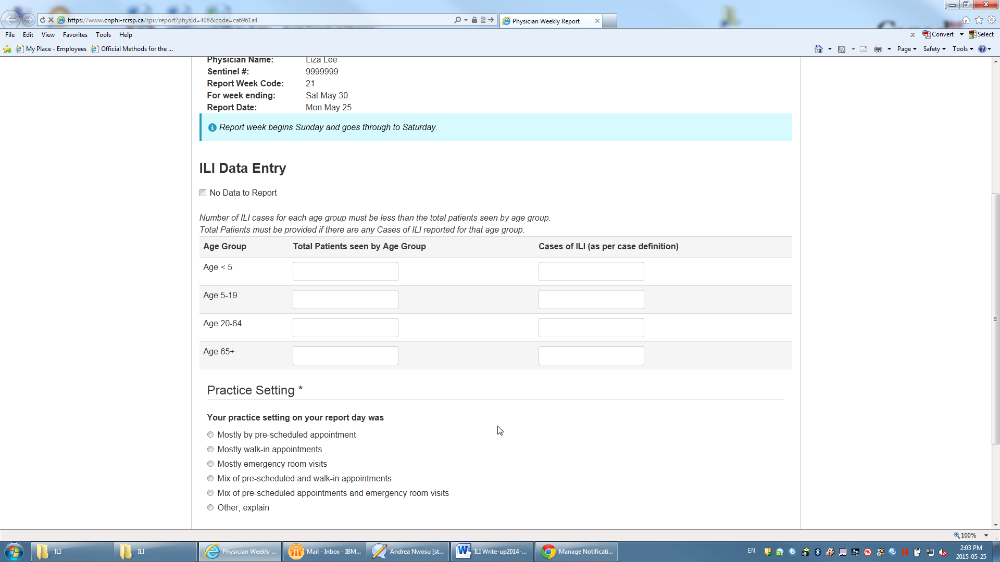 https://www.cnphi-rcrsp.ca/spir/report?physId=408&code=ca6961a4
Physician Weekly Report
File Edit View Favorites Tools Help
Convert Select
My Place - Employees Official Methods for the ...
Page Safety Tools
Physician Name: Liza Lee
Sentinel #: 9999999
Report Week Code: 21
For week ending: Sat May 30
Report Date: Mon May 25
Report week begins Sunday and goes through to Saturday.
ILI Data Entry
No Data to Report
Number of ILI cases for each age group must be less than the total patients seen by age group.
Total Patients must be provided if there are any Cases of ILI reported for that age group.
Age Group Total Patients seen by Age Group Cases of ILI (as per case definition)
Age < 5
Age 5-19
Age 20-64
Age 65+
Practice Setting *
Your practice setting on your report day was
Mostly by pre-scheduled appointment
Mostly walk-in appointments
Mostly emergency room visits
Mix of pre-scheduled and walk-in appointments
Mix of pre-scheduled appointments and emergency room visits
Other, explain
100%
ILI ILI Physician Weekly ... Mail - Inbox - IBM... Andrea Nwosu [st... ILI Write-up2014-... Manage Notificati... EN 2:03 PM
2015-05-25